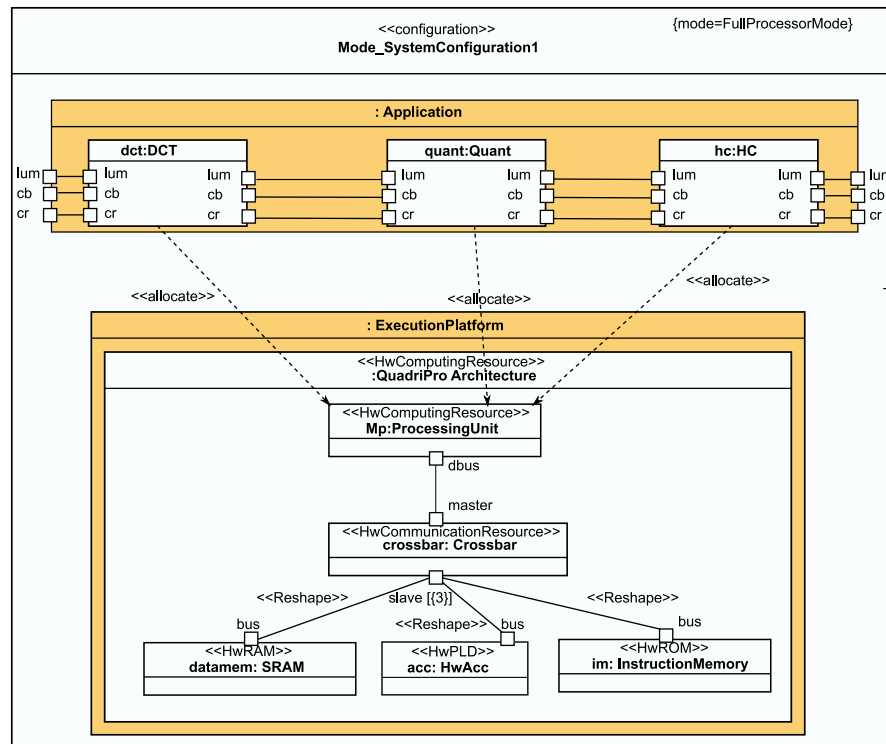 <<configuration>>
{mode=FullProcessorMode}
Mode_SystemConfiguration1
: Application
dct:DCT
quant:Quant
hc:HC
lum lum lum lum lum lum lum lum
cb cb cb cb cb cb cb cb
cr cr cr cr cr cr cr cr
<<allocate>>
<<allocate>>
<<allocate>>
: ExecutionPlatform
<<HwComputingResource>>
:QuadriPro Architecture
<<HwComputingResource>>
Mp:ProcessingUnit
dbus
master
<<HwCommunicationResource>>
crossbar: Crossbar
<<Reshape>>
slave [{3}]
<<Reshape>>
<<Reshape>>
bus
bus
bus
<<HwRAM>>
datamem: SRAM
<<HwPLD>>
acc: HwAcc
<<HwROM>>
im: InstructionMemory